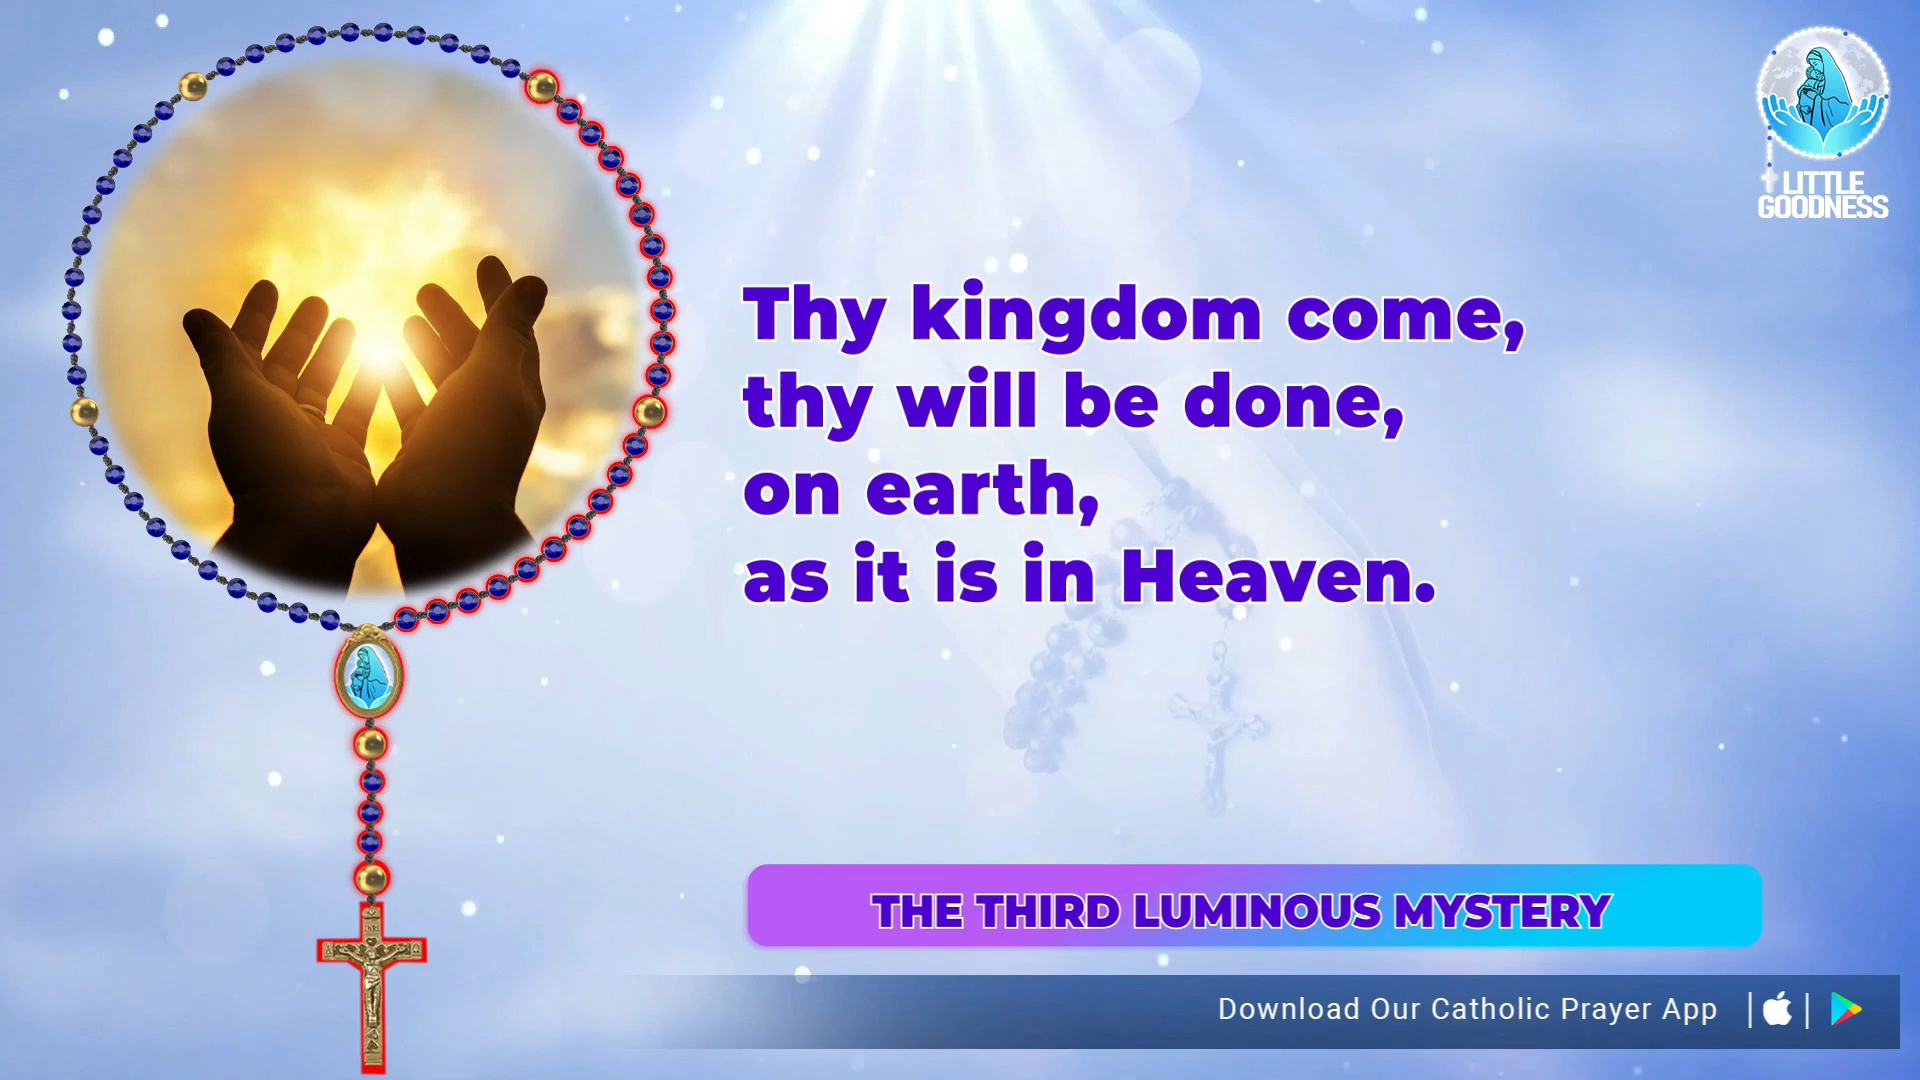 LITTLE
GOODNESS
Thy kingdom come,
thy will be done,
on earth,
as it is in Heaven.
THE THIRD LUMINOUS MYSTERY
INRI
Download Our Catholic Prayer App